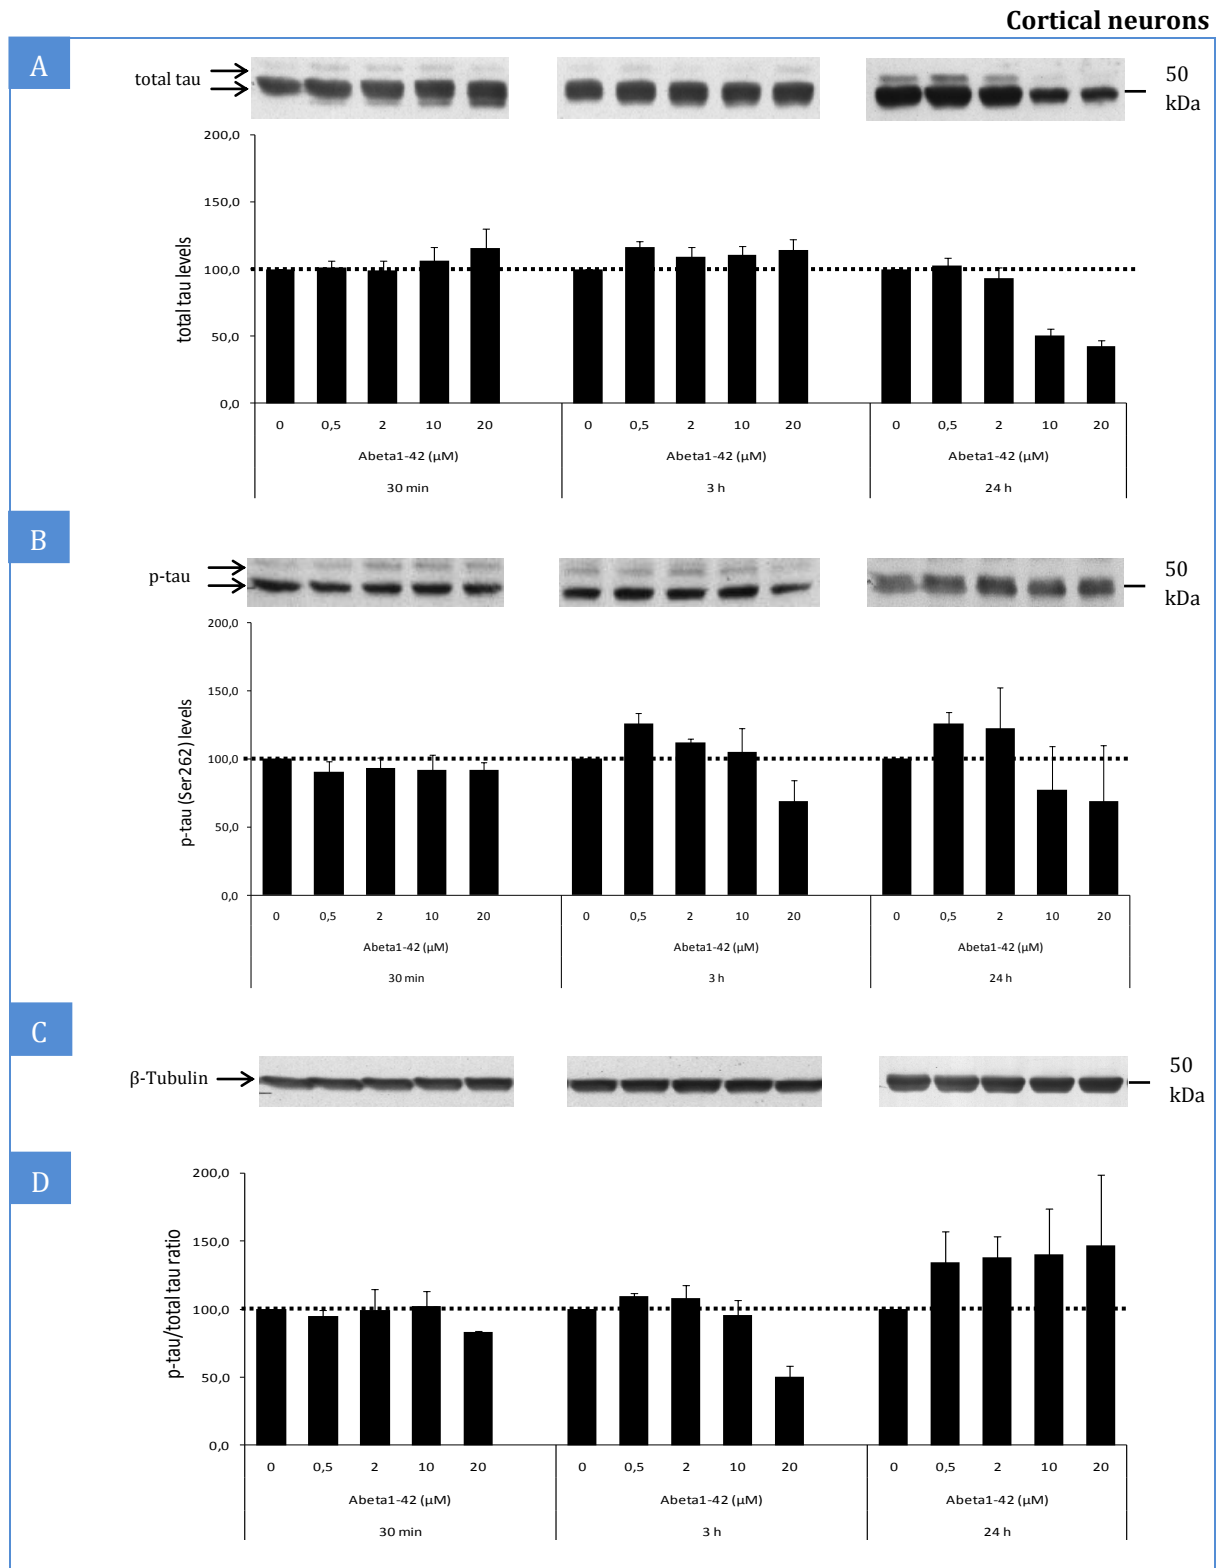 Cortical neurons
A
total tau
50
kDa
200,0
150,0
100,0
50,0
0,0
total tau levels
0 0,5 2 10 20 0 0,5 2 10 20 0 0,5 2 10 20
Abeta1-42 (µM) Abeta1-42 (µM) Abeta1-42 (µM)
30 min 3 h 24 h
B
p-tau
50
kDa
200,0
150,0
100,0
50,0
0,0
p-tau (Ser262) levels
0 0,5 2 10 20 0 0,5 2 10 20 0 0,5 2 10 20
Abeta1-42 (µM) Abeta1-42 (µM) Abeta1-42 (µM)
30 min 3 h 24 h
C
β-Tubulin
50
kDa
D
200,0
150,0
100,0
50,0
0,0
p-tau/total tau ratio
0 0,5 2 10 20 0 0,5 2 10 20 0 0,5 2 10 20
Abeta1-42 (µM) Abeta1-42 (µM) Abeta1-42 (µM)
30 min 3 h 24 h